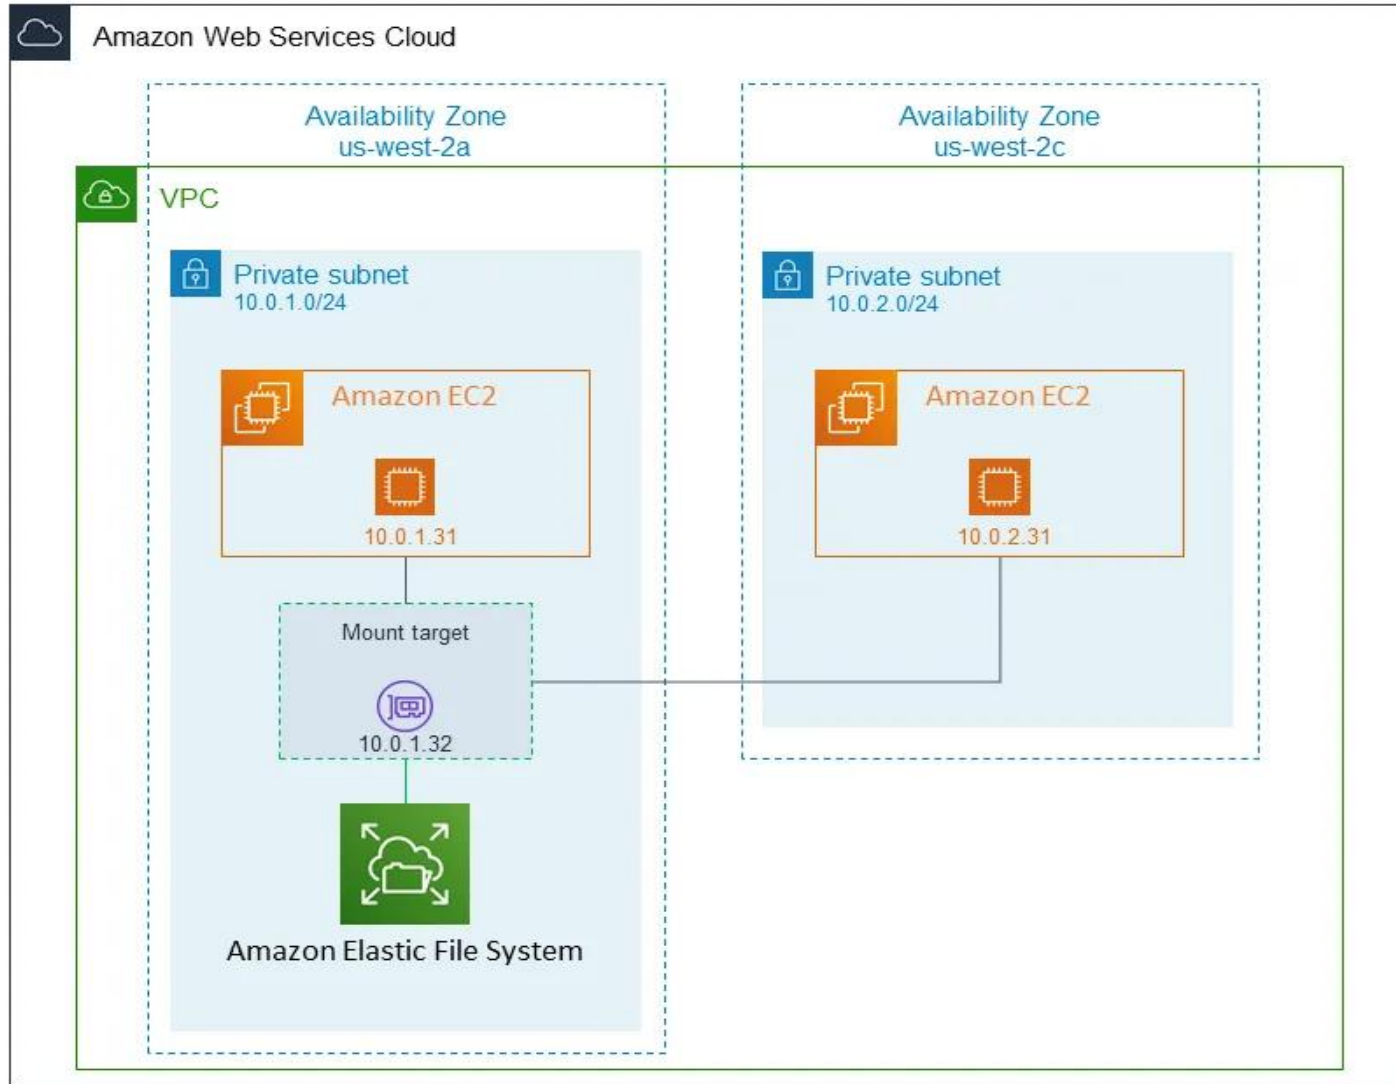 Amazon Web Services Cloud
Availability Zone
us-west-2a
Availability Zone
us-west-2c
VPC
Private subnet
10.0.1.0/24
Private subnet
10.0.2.0/24
Amazon EC2
10.0.1.31
Amazon EC2
10.0.2.31
Mount target
10.0.1.32
Amazon Elastic File System